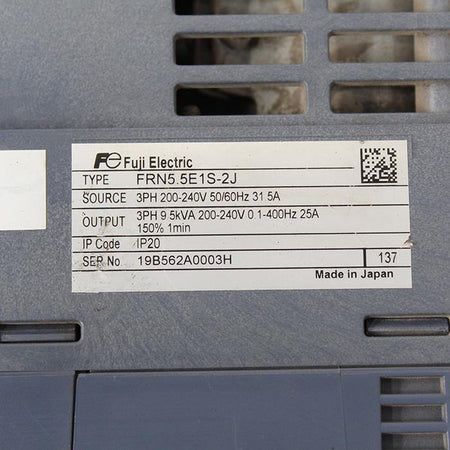 Fe Fuji Electric
TYPE FRN5.5E1S-2J
SOURCE 3PH 200-240V 50/60Hz 31.5A
OUTPUT 3PH 9.5kVA 200-240V 0.1-400Hz 25A
150% 1min
IP Code IP20
SER No 19B562A0003H 137
Made in Japan